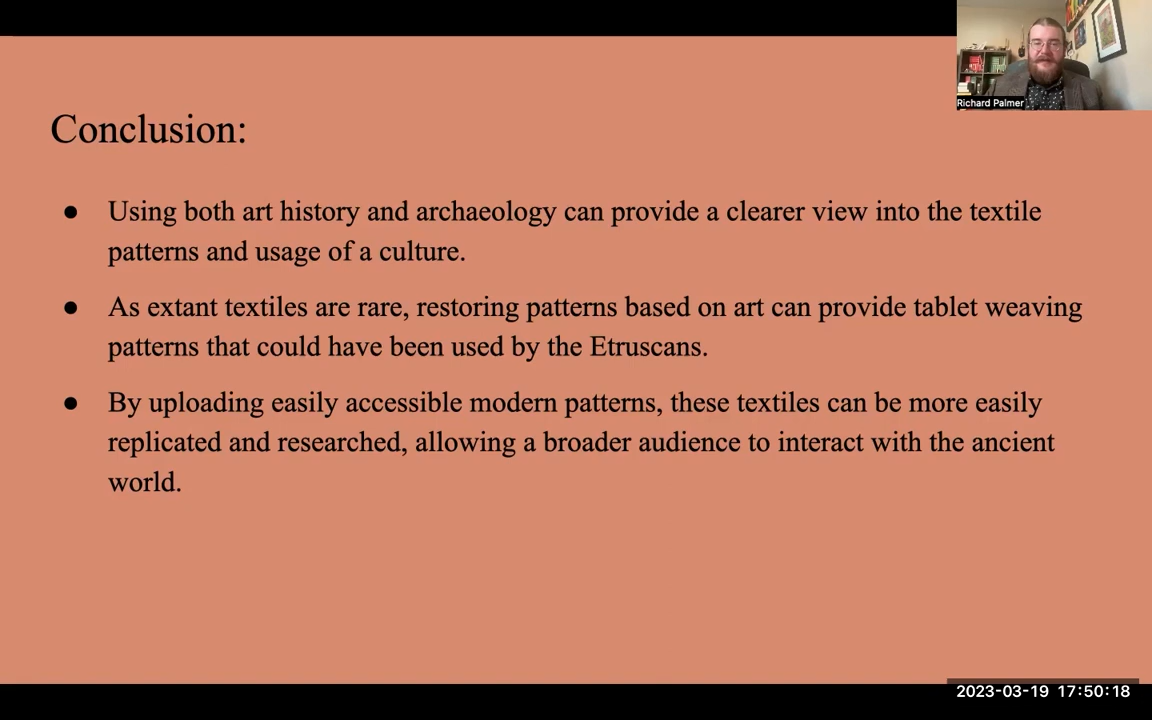 Richard Palmer
Conclusion:
● Using both art history and archaeology can provide a clearer view into the textile
patterns and usage of a culture.
● As extant textiles are rare, restoring patterns based on art can provide tablet weaving
patterns that could have been used by the Etruscans.
● By uploading easily accessible modern patterns, these textiles can be more easily
replicated and researched, allowing a broader audience to interact with the ancient
world.
2023-03-19 17:50:18